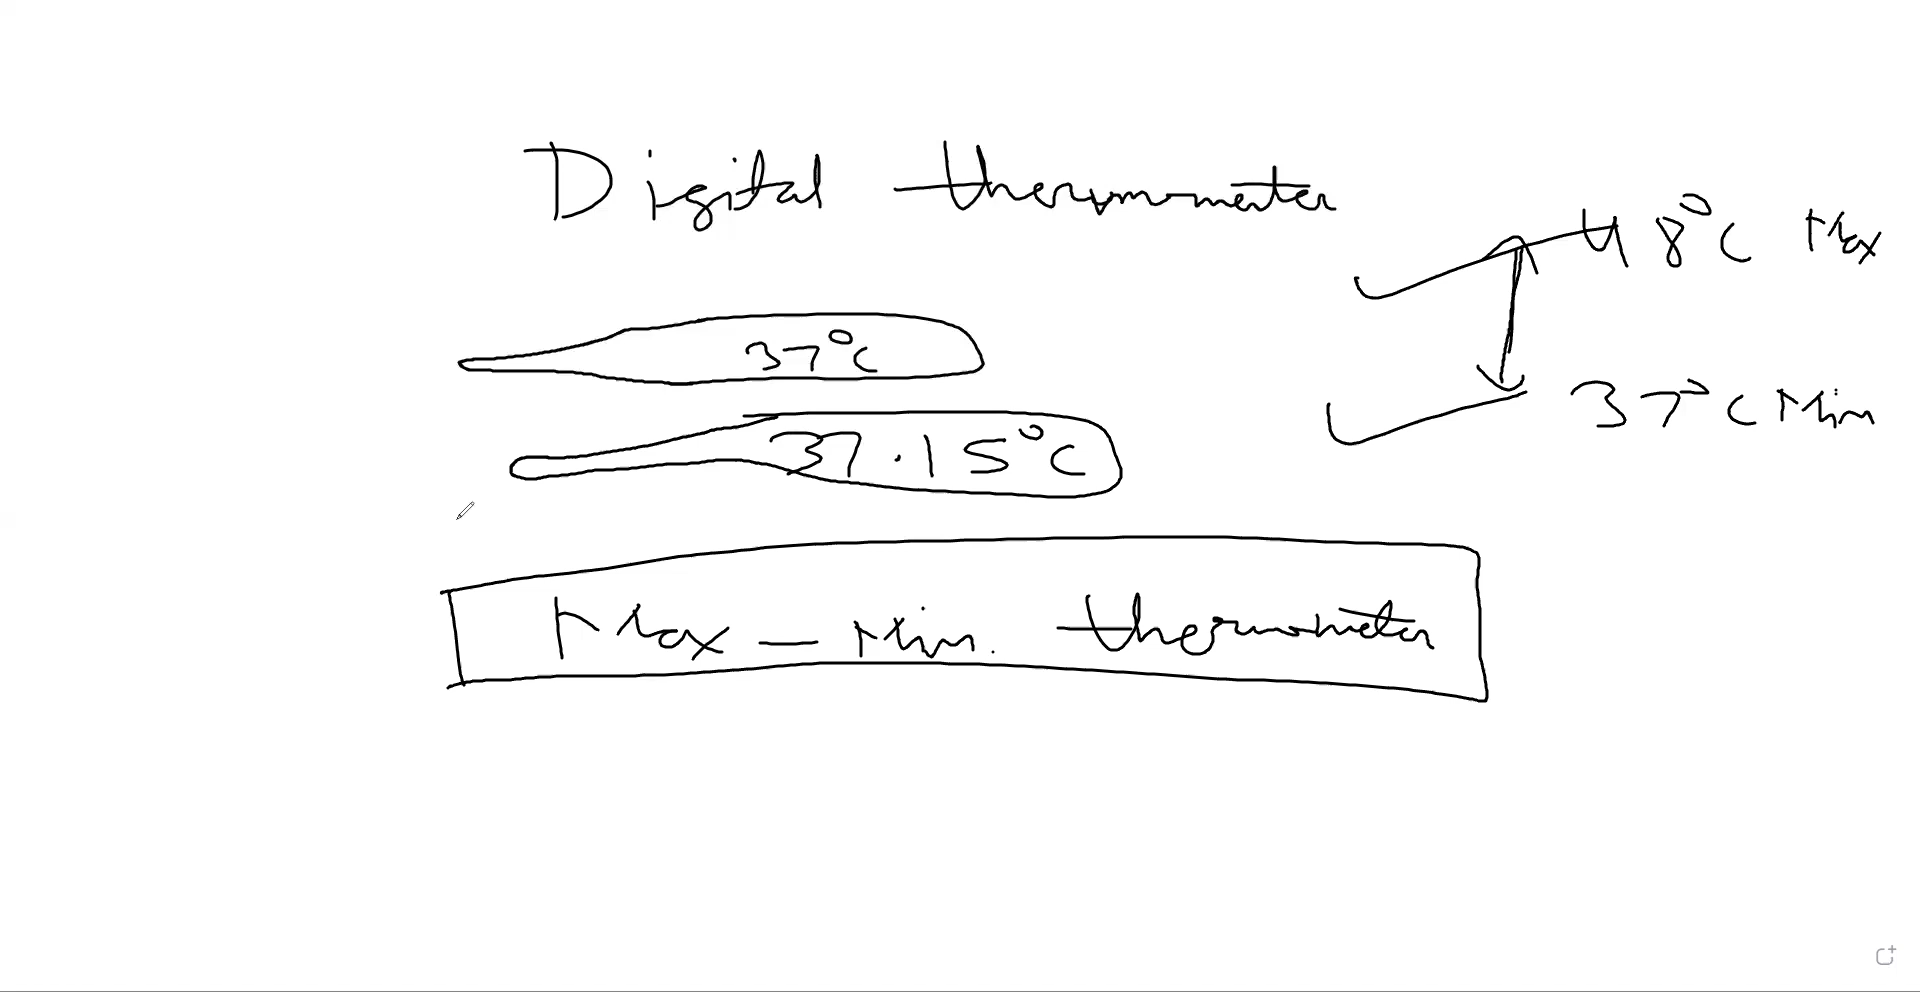 Digital thermometer
48°C Max
37°C
37°C Min
37.15°C
Max - Min. thermometer